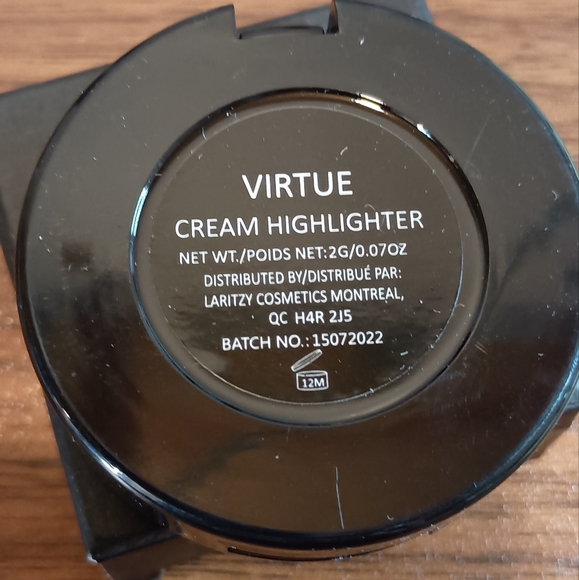 VIRTUE
CREAM HIGHLIGHTER
NET WT./POIDS NET:2G/0.07OZ
DISTRIBUTED BY/DISTRIBUÉ PAR:
LARITZY COSMETICS MONTREAL,
QC H4R 2J5
BATCH NO.:15072022
12M